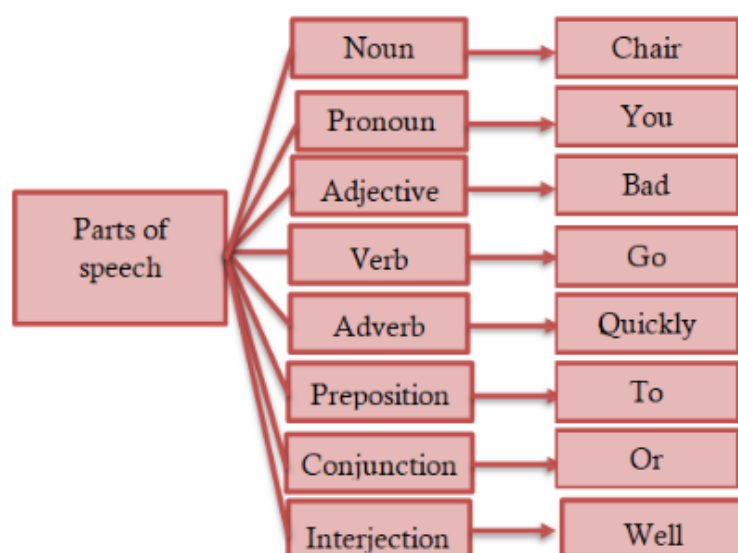 Parts of
speech
Noun
Chair
Pronoun
You
Adjective
Bad
Verb
Go
Adverb
Quickly
Preposition
To
Conjunction
Or
Interjection
Well